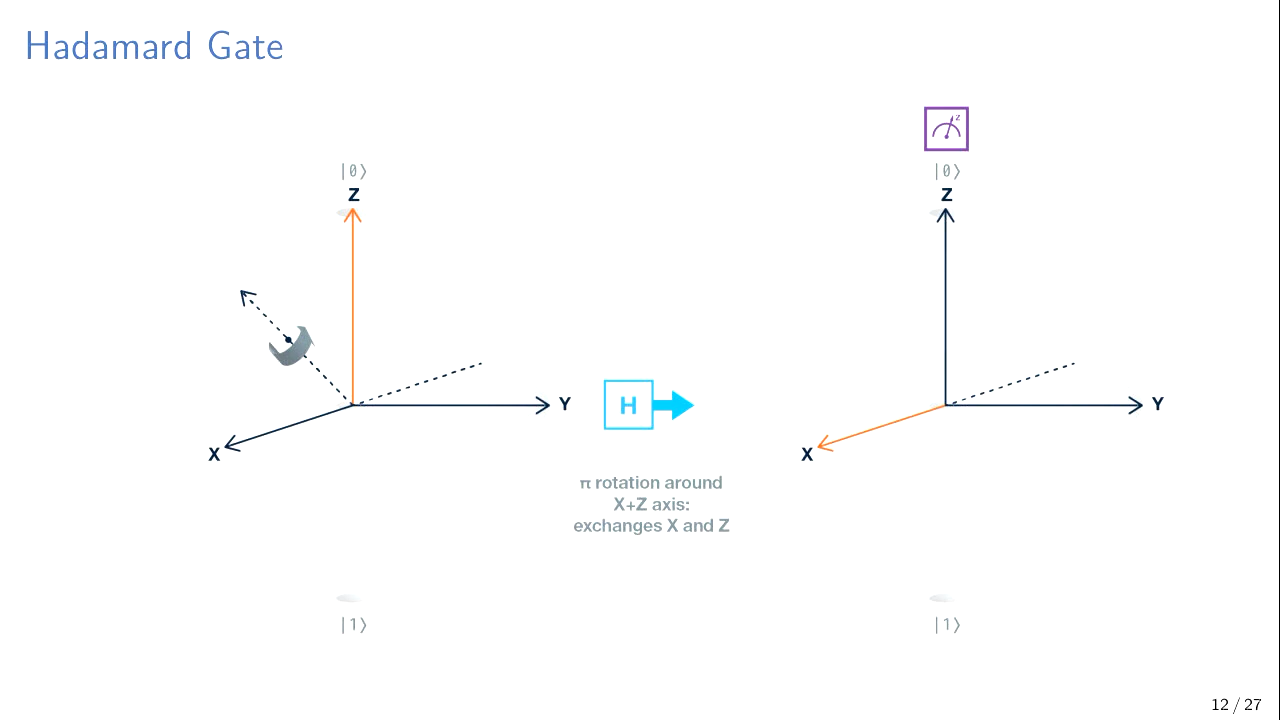 Hadamard Gate
z
|0⟩
Z
Y
X
H
π rotation around
X+Z axis:
exchanges X and Z
|1⟩
|0⟩
Z
Y
X
|1⟩
12 / 27